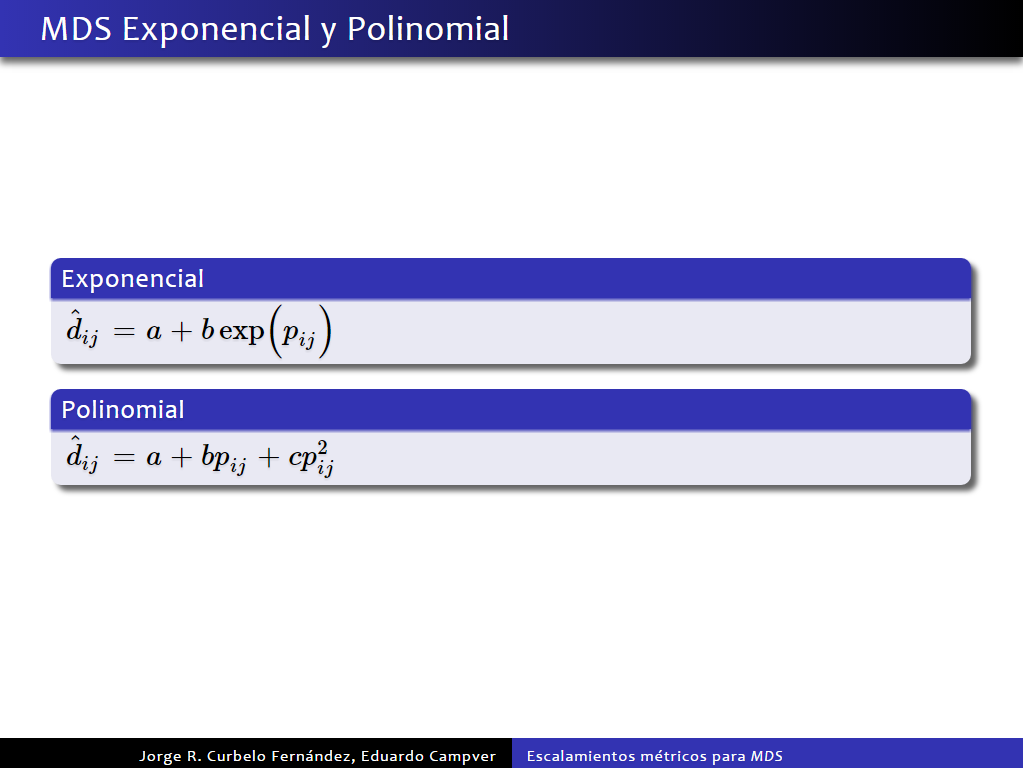 MDS Exponencial y Polinomial
Exponencial
$\hat{d}_{ij} = a + b \exp\left(p_{ij}\right)$
Polinomial
$\hat{d}_{ij} = a + bp_{ij} + cp_{ij}^2$
Jorge R. Curbelo Fernández, Eduardo Campver
Escalamientos métricos para MDS